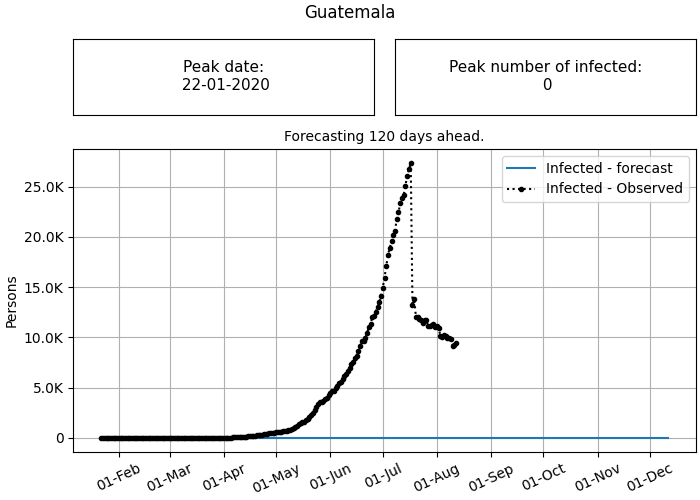 Guatemala
Peak date:
22-01-2020
Peak number of infected:
0
Forecasting 120 days ahead.
Infected - forecast
Infected - Observed
Persons
25.0K
20.0K
15.0K
10.0K
5.0K
0
01-Feb
01-Mar
01-Apr
01-May
01-Jun
01-Jul
01-Aug
01-Sep
01-Oct
01-Nov
01-Dec